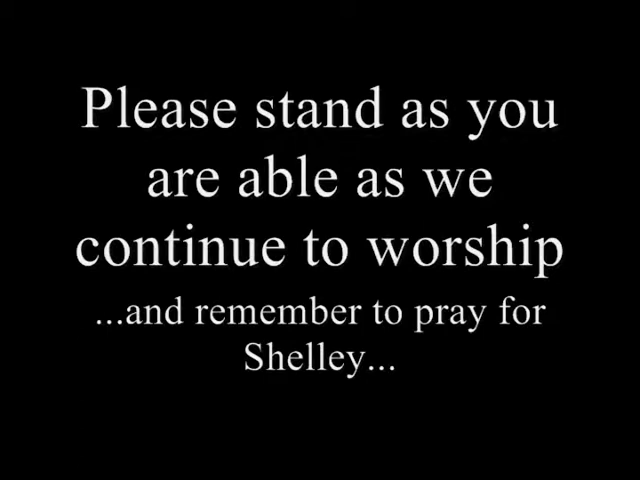 Please stand as you
are able as we
continue to worship
...and remember to pray for
Shelley...